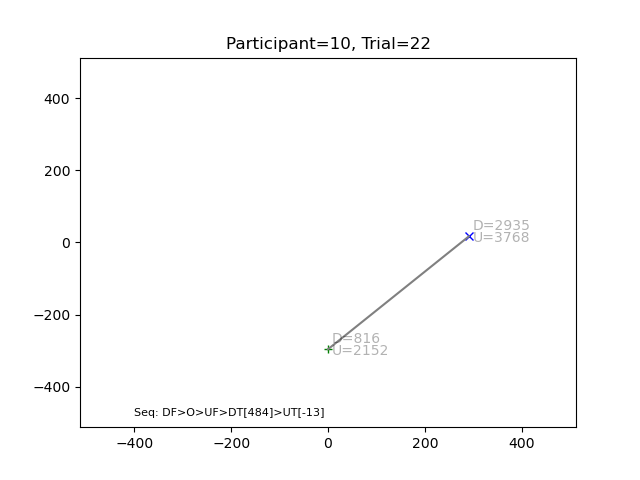 Participant=10, Trial=22
400
200
0
−200
−400
D=2935
U=3768
D=816
U=2152
Seq: DF>O>UF>DT[484]>UT[-13]
−400
−200
0
200
400